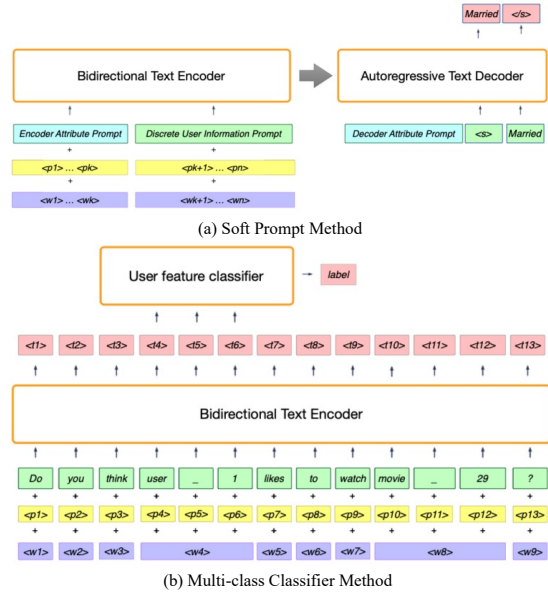 Married </s>
Bidirectional Text Encoder
Autoregressive Text Decoder
Encoder Attribute Prompt Discrete User Information Prompt Decoder Attribute Prompt <s> Married
+ +
<p1> ... <pk> <pk+1> ... <pn>
+ +
<w1> ... <wk> <wk+1> ... <wn>
(a) Soft Prompt Method
User feature classifier label
<t1> <t2> <t3> <t4> <t5> <t6> <t7> <t8> <t9> <t10> <t11> <t12> <t13>
Bidirectional Text Encoder
Do you think user _ 1 likes to watch movie _ 29 ?
+ + + + + + + + + + + + +
<p1> <p2> <p3> <p4> <p5> <p6> <p7> <p8> <p9> <p10> <p11> <p12> <p13>
+ + + + + + + + + + + + +
<w1> <w2> <w3> <w4> <w5> <w6> <w7> <w8> <w9>
(b) Multi-class Classifier Method